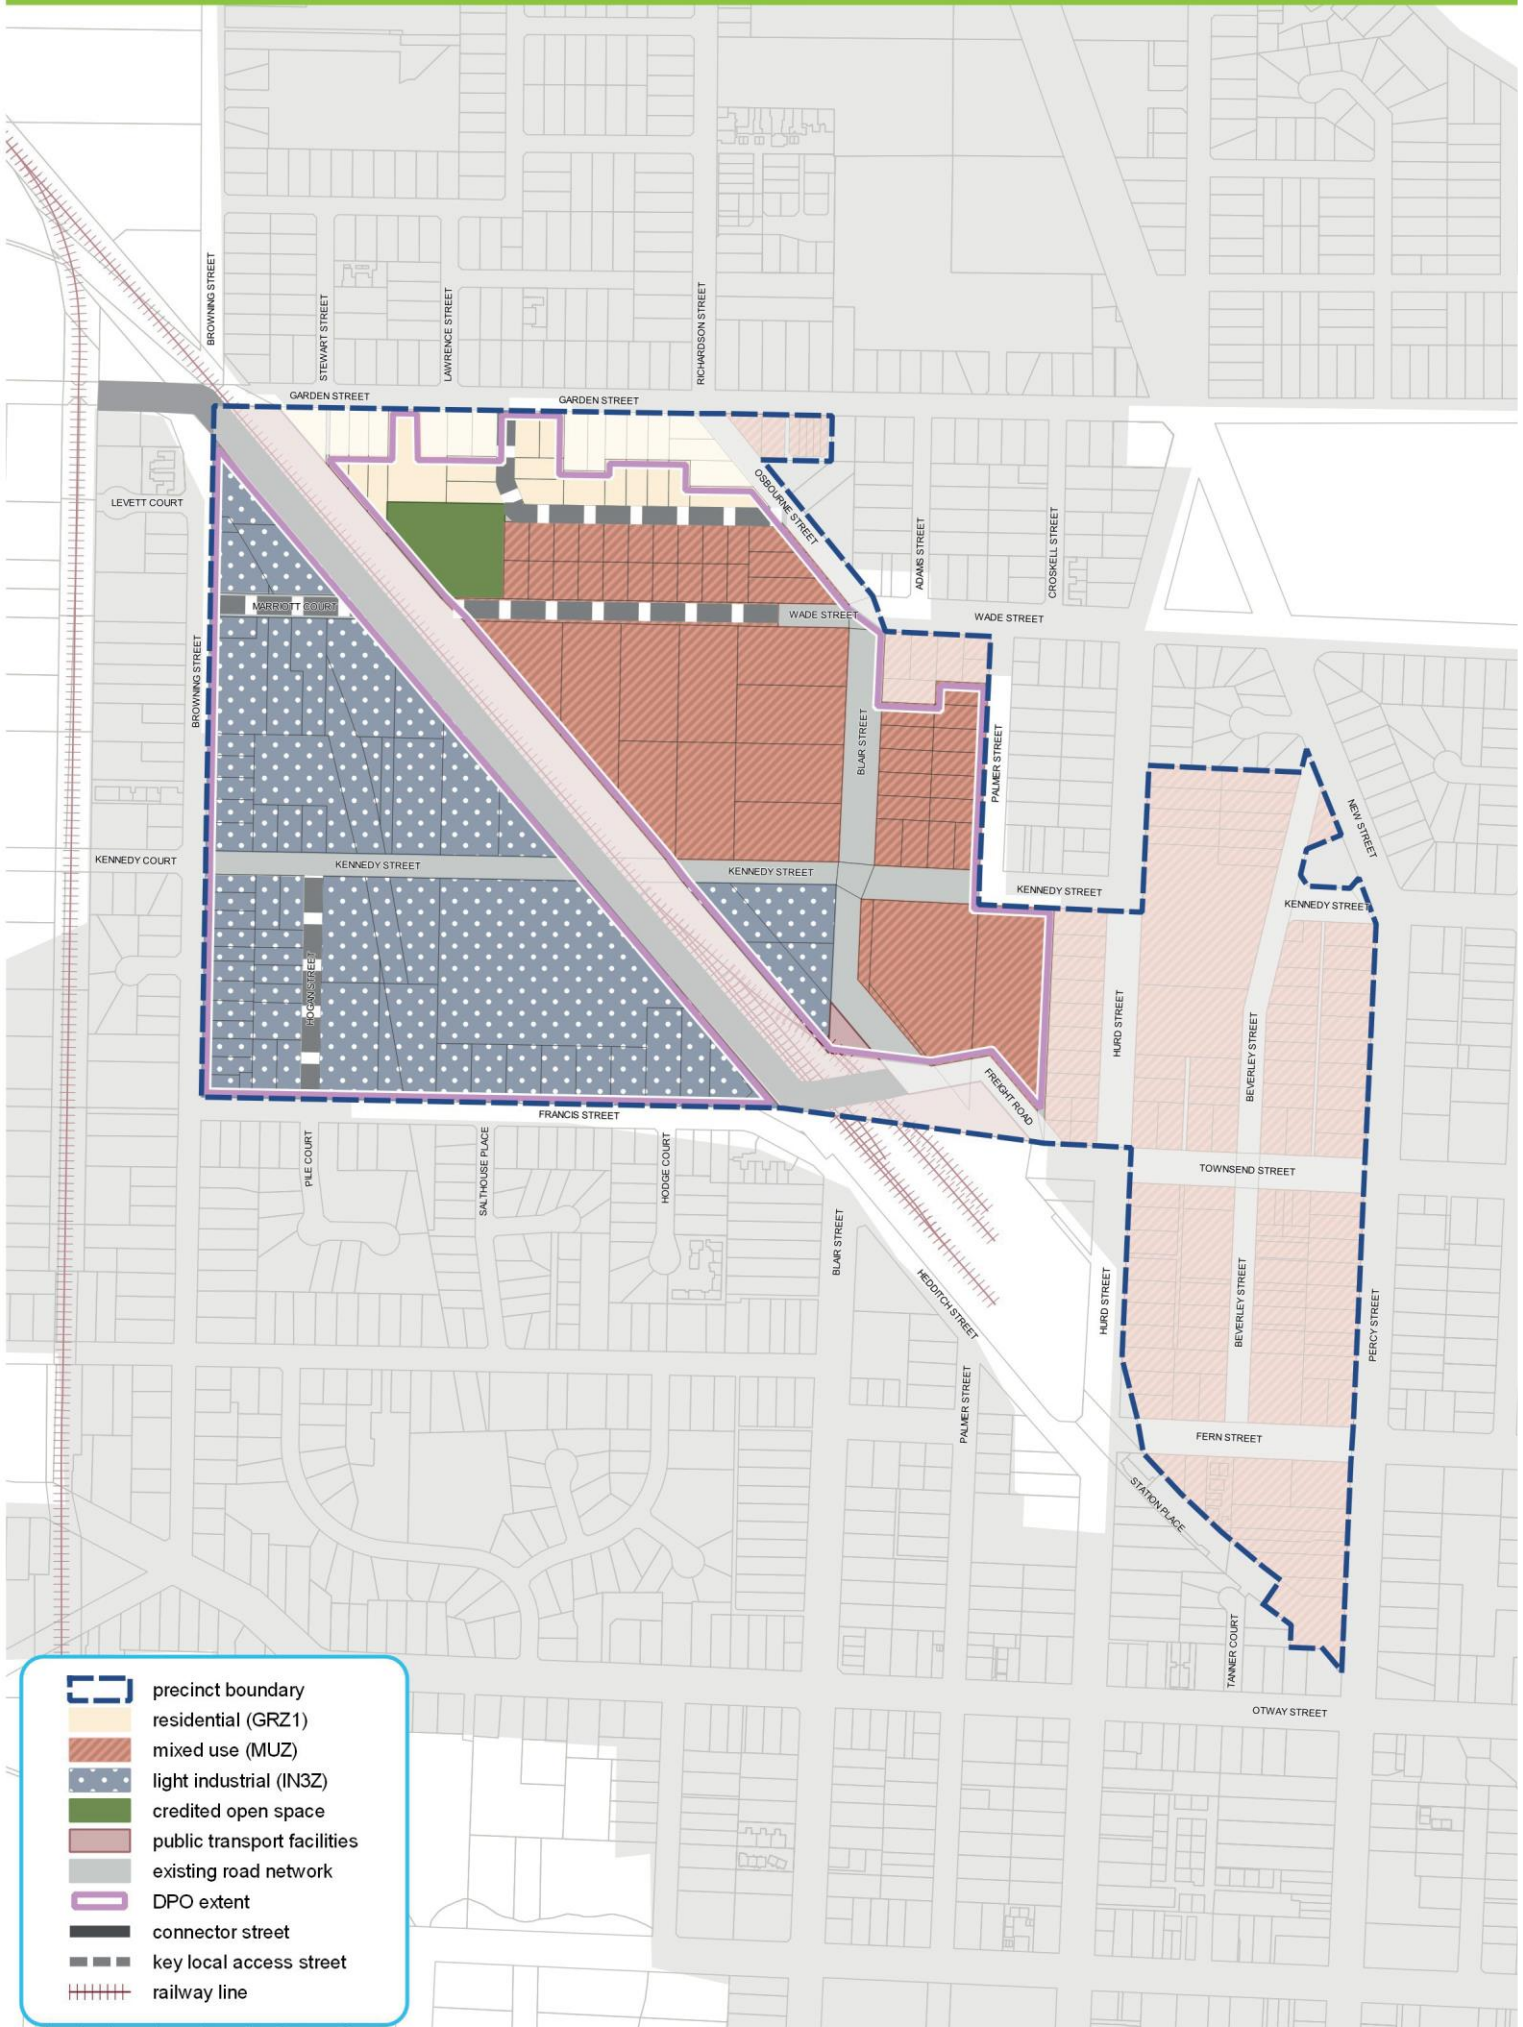 BROWNING STREET
STEWART STREET
LAWRENCE STREET
RICHARDSON STREET
GARDEN STREET
GARDEN STREET
LEVETT COURT
OSBOURNE STREET
ADAMS STREET
CROSKELL STREET
MARRIOTT COURT
WADE STREET
WADE STREET
BROWNING STREET
BLAIR STREET
PALMER STREET
NEW STREET
KENNEDY COURT
KENNEDY STREET
KENNEDY STREET
KENNEDY STREET
KENNEDY STREET
HOGAN STREET
HURD STREET
BEVERLEY STREET
FREIGHT ROAD
FRANCIS STREET
PILE COURT
SALTHOUSE PLACE
HODGE COURT
TOWNSEND STREET
BLAIR STREET
HEDDITCH STREET
HURD STREET
BEVERLEY STREET
PERCY STREET
PALMER STREET
FERN STREET
STATION PLACE
TANNER COURT
OTWAY STREET
precinct boundary
residential (GRZ1)
mixed use (MUZ)
light industrial (IN3Z)
credited open space
public transport facilities
existing road network
DPO extent
connector street
key local access street
railway line